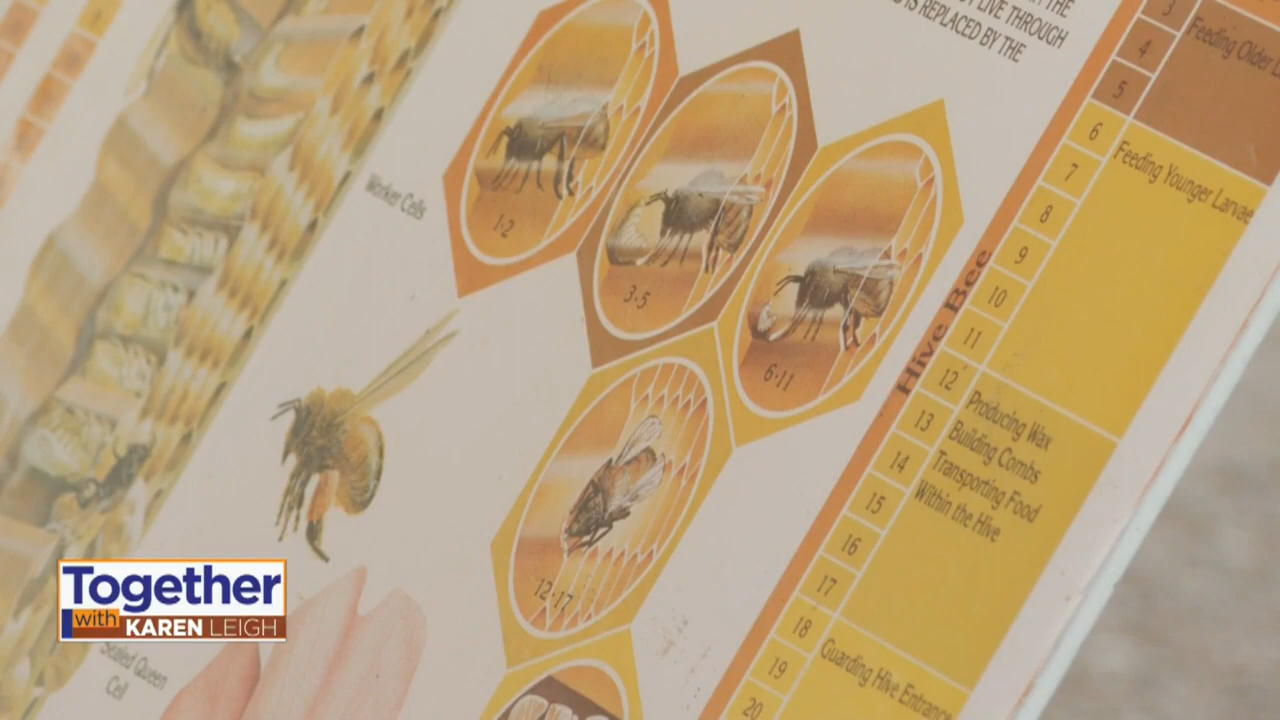 THE
LIVE THROUGH
IS REPLACED BY THE
Worker Cells
1-2
3-5
6-11
12-17
Hive Bee
3
4
5
Feeding Older
6
7
8
9
10
11
Feeding Younger Larvae
12
13
14
15
16
17
Producing Wax
Building Combs
Transporting Food
Within the Hive
18
19
20
Guarding Hive Entrance
Sealed Queen
Cell
Together
with KAREN LEIGH